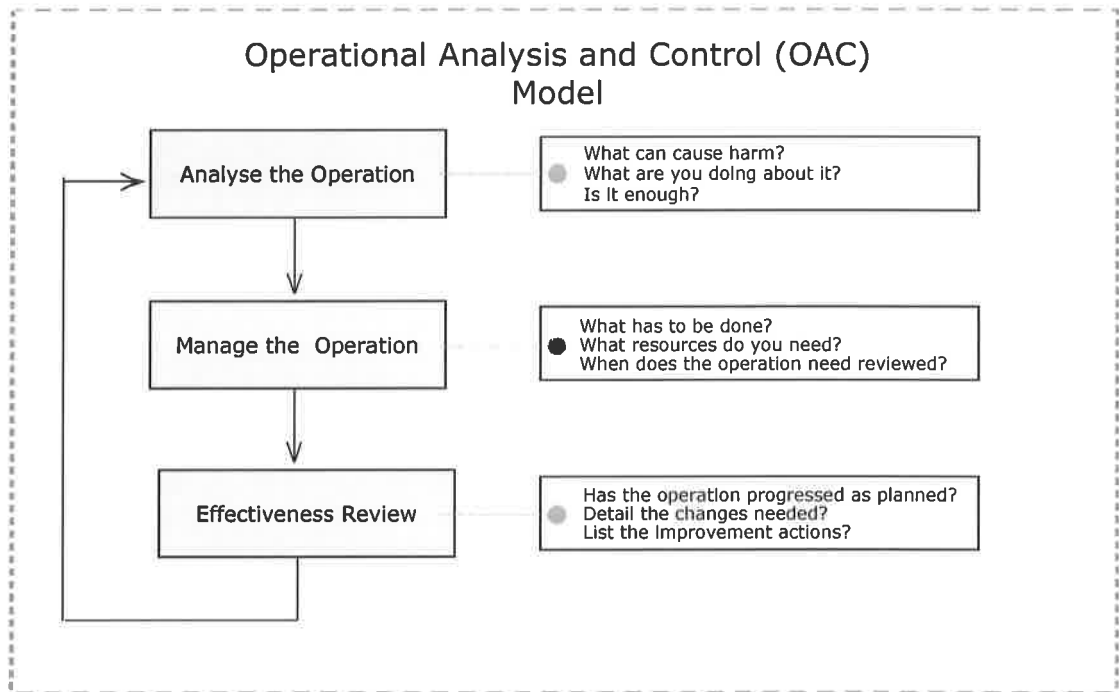 Operational Analysis and Control (OAC)
Model
Analyse the Operation
What can cause harm?
What are you doing about it?
Is it enough?
Manage the Operation
What has to be done?
What resources do you need?
When does the operation need reviewed?
Effectiveness Review
Has the operation progressed as planned?
Detail the changes needed?
List the improvement actions?